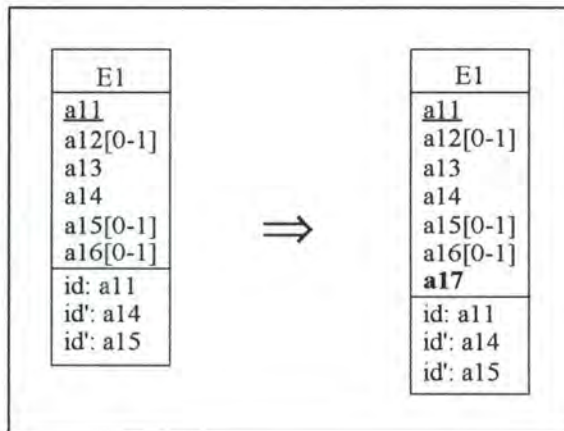 E1
a11
a12[0-1]
a13
a14
a15[0-1]
a16[0-1]
id: a11
id': a14
id': a15
⇒
E1
a11
a12[0-1]
a13
a14
a15[0-1]
a16[0-1]
a17
id: a11
id': a14
id': a15